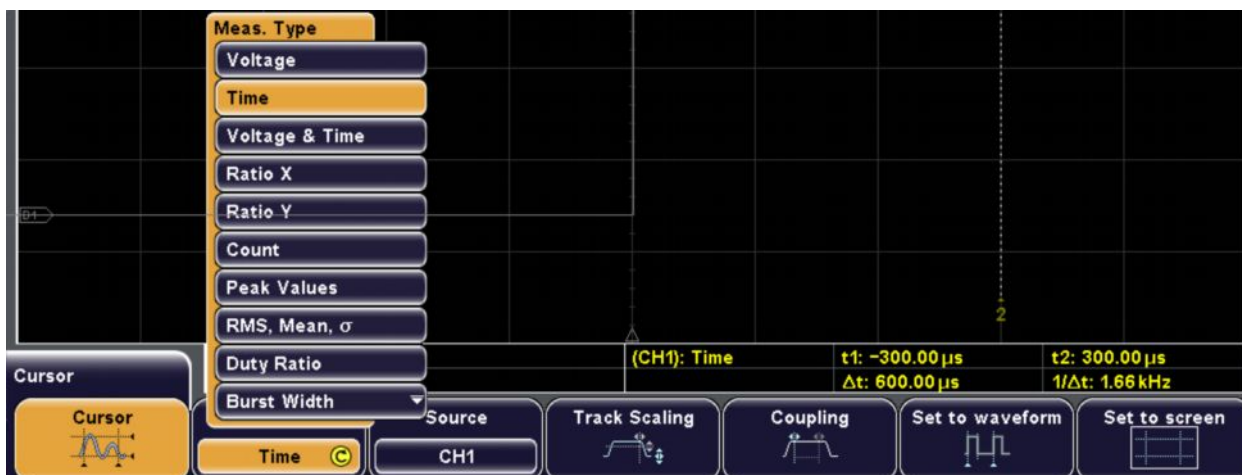 Meas. Type
Voltage
Time
Voltage & Time
Ratio X
Ratio Y
Count
Peak Values
RMS, Mean, σ
Duty Ratio
Burst Width
D1
2
(CH1): Time
t1: -300.00 µs
t2: 300.00 µs
Δt: 600.00 µs
1/Δt: 1.66 kHz
Cursor
Cursor
Time C
Source
CH1
Track Scaling
Coupling
Set to waveform
Set to screen